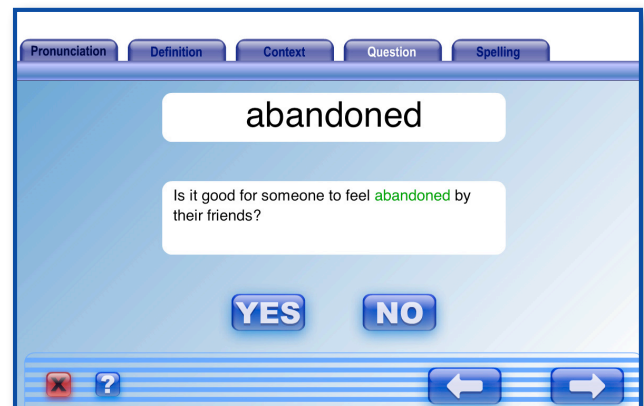 Pronunciation Definition Context Question Spelling
abandoned
Is it good for someone to feel abandoned by
their friends?
YES NO
X ?